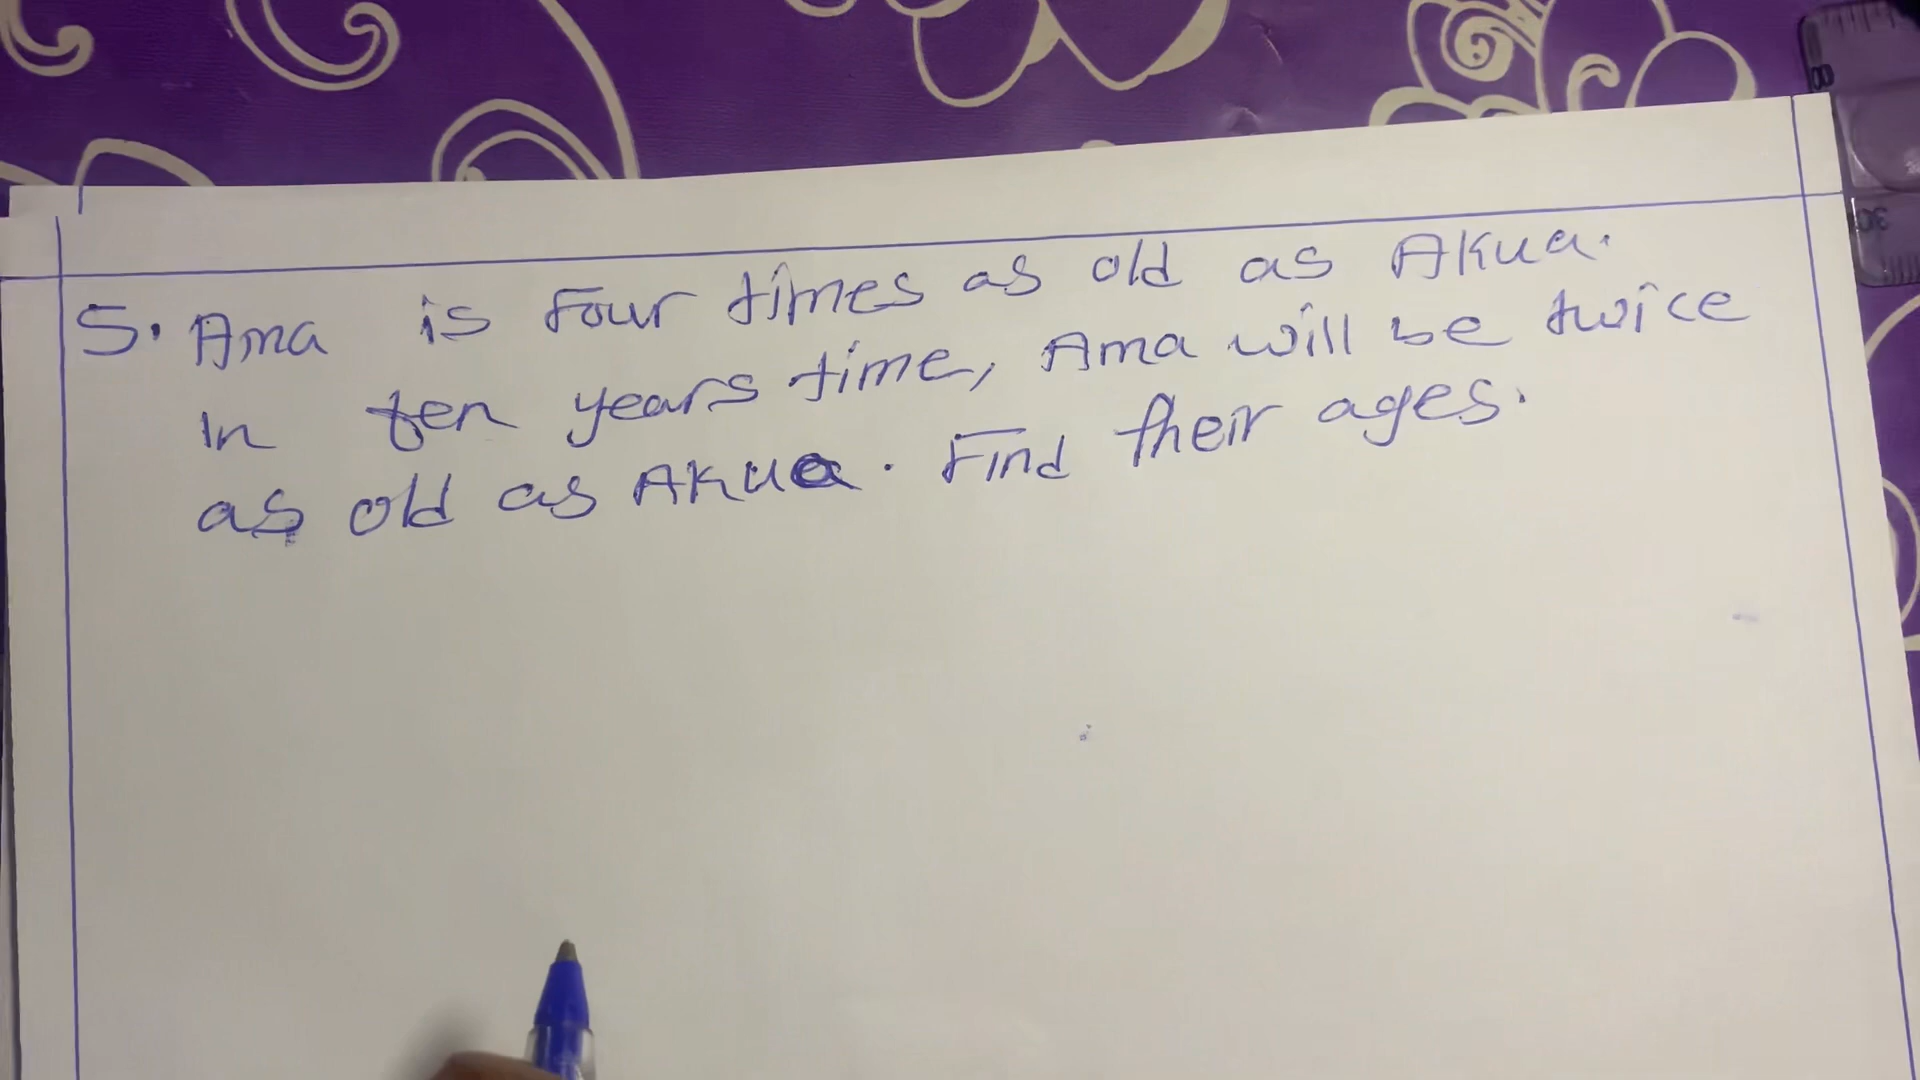 5. Ama is Four times as old as Akua.
In ten years time, Ama will be twice
as old as Akua. Find their ages.